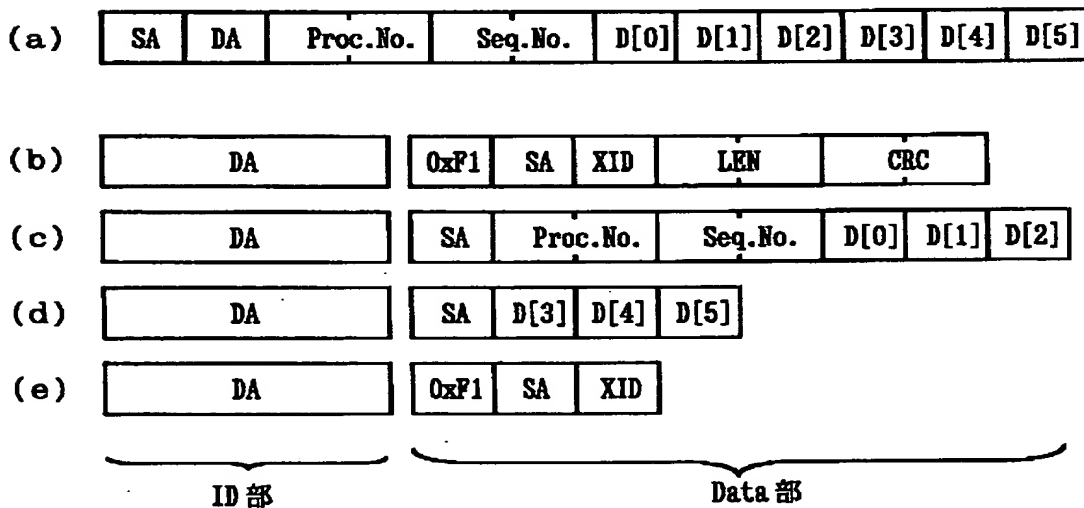 (a) SA DA Proc.No. Seq.No. D[0] D[1] D[2] D[3] D[4] D[5]
(b) DA 0xF1 SA XID LEN CRC
(c) DA SA Proc.No. Seq.No. D[0] D[1] D[2]
(d) DA SA D[3] D[4] D[5]
(e) DA 0xF1 SA XID
ID部 Data部